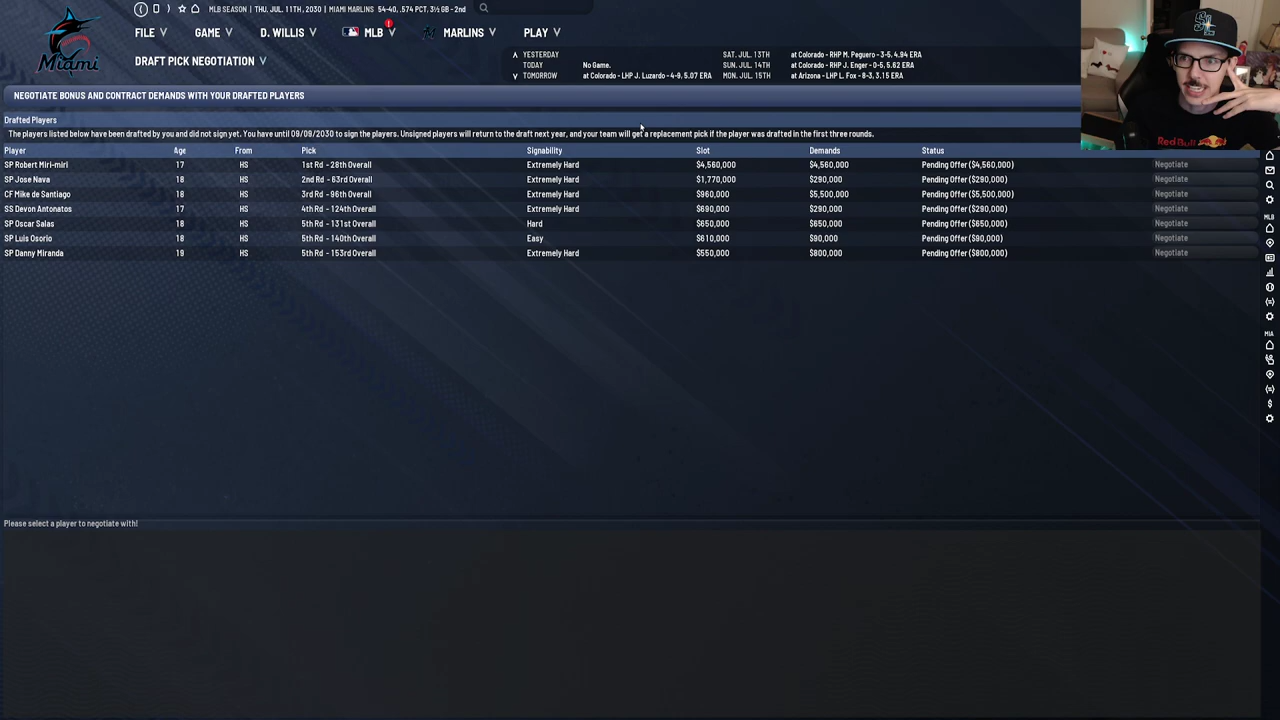 MLB SEASON | THU. JUL. 11TH, 2030 | MIAMI MARLINS 54-40, .574 PCT, 3½ GB - 2nd
FILE GAME D. WILLIS MLB MARLINS PLAY
Miami
DRAFT PICK NEGOTIATION
YESTERDAY
TODAY No Game.
TOMORROW at Colorado - LHP J. Luzardo - 4-9, 5.07 ERA
SAT. JUL. 13TH at Colorado - RHP M. Peguero - 3-5, 4.94 ERA
SUN. JUL. 14TH at Colorado - RHP J. Enger - 0-5, 5.62 ERA
MON. JUL. 15TH at Arizona - LHP L. Fox - 8-3, 3.15 ERA
NEGOTIATE BONUS AND CONTRACT DEMANDS WITH YOUR DRAFTED PLAYERS
Drafted Players
The players listed below have been drafted by you and did not sign yet. You have until 09/09/2030 to sign the players. Unsigned players will return to the draft next year, and your team will get a replacement pick if the player was drafted in the first three rounds.
Player Age From Pick Signability Slot Demands Status
SP Robert Miri-miri 17 HS 1st Rd - 28th Overall Extremely Hard $4,560,000 $4,560,000 Pending Offer ($4,560,000) Negotiate
SP Jose Nava 18 HS 2nd Rd - 63rd Overall Extremely Hard $1,770,000 $290,000 Pending Offer ($290,000) Negotiate
CF Mike de Santiago 18 HS 3rd Rd - 96th Overall Extremely Hard $960,000 $5,500,000 Pending Offer ($5,500,000) Negotiate
SS Devon Antonatos 17 HS 4th Rd - 124th Overall Extremely Hard $690,000 $290,000 Pending Offer ($290,000) Negotiate
SP Oscar Salas 18 HS 5th Rd - 131st Overall Hard $650,000 $650,000 Pending Offer ($650,000) Negotiate
SP Luis Osorio 18 HS 5th Rd - 140th Overall Easy $610,000 $90,000 Pending Offer ($90,000) Negotiate
SP Danny Miranda 19 HS 5th Rd - 153rd Overall Extremely Hard $550,000 $800,000 Pending Offer ($800,000) Negotiate
Please select a player to negotiate with!
Red Bull
MLB
MIA